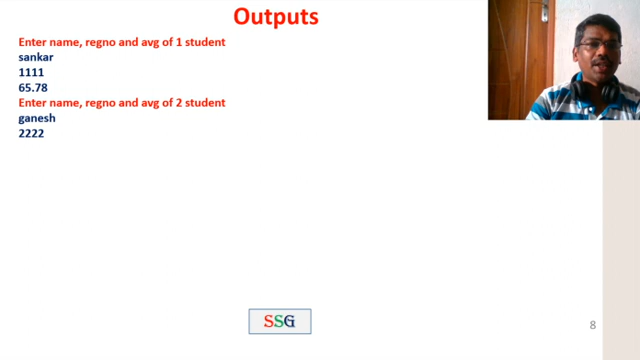 Outputs
Enter name, regno and avg of 1 student
sankar
1111
65.78
Enter name, regno and avg of 2 student
ganesh
2222
SSG
8